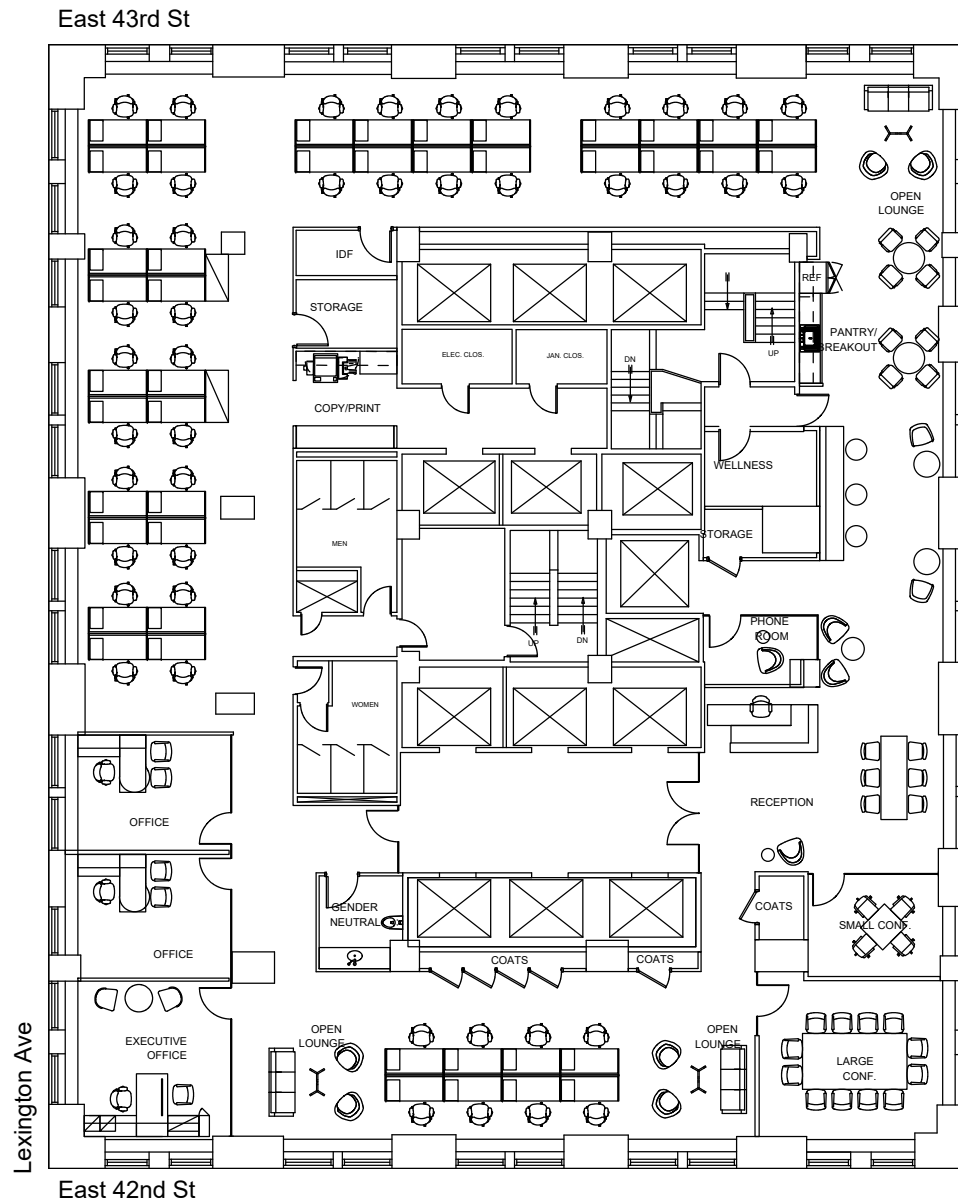 East 43rd St
OPEN
LOUNGE
IDF
REF
STORAGE
PANTRY/
BREAKOUT
ELEC. CLOS.
JAN. CLOS.
DN
UP
COPY/PRINT
WELLNESS
STORAGE
MEN
PHONE
ROOM
UP
DN
WOMEN
RECEPTION
OFFICE
COATS
GENDER
NEUTRAL
SMALL CONF.
OFFICE
COATS
COATS
EXECUTIVE
OFFICE
OPEN
LOUNGE
OPEN
LOUNGE
LARGE
CONF.
Lexington Ave
East 42nd St